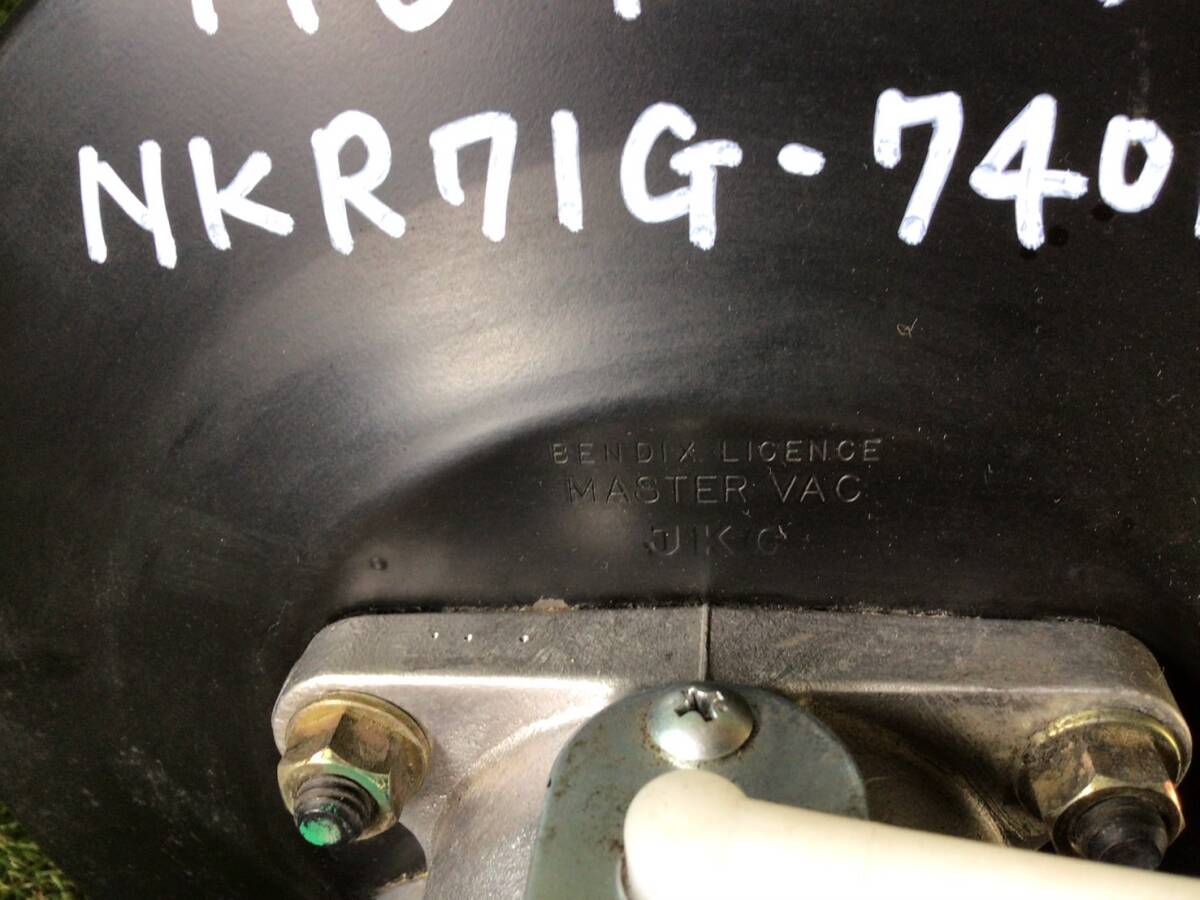 NKR71G-740
BENDIX LICENCE
MASTER VAC
JKC